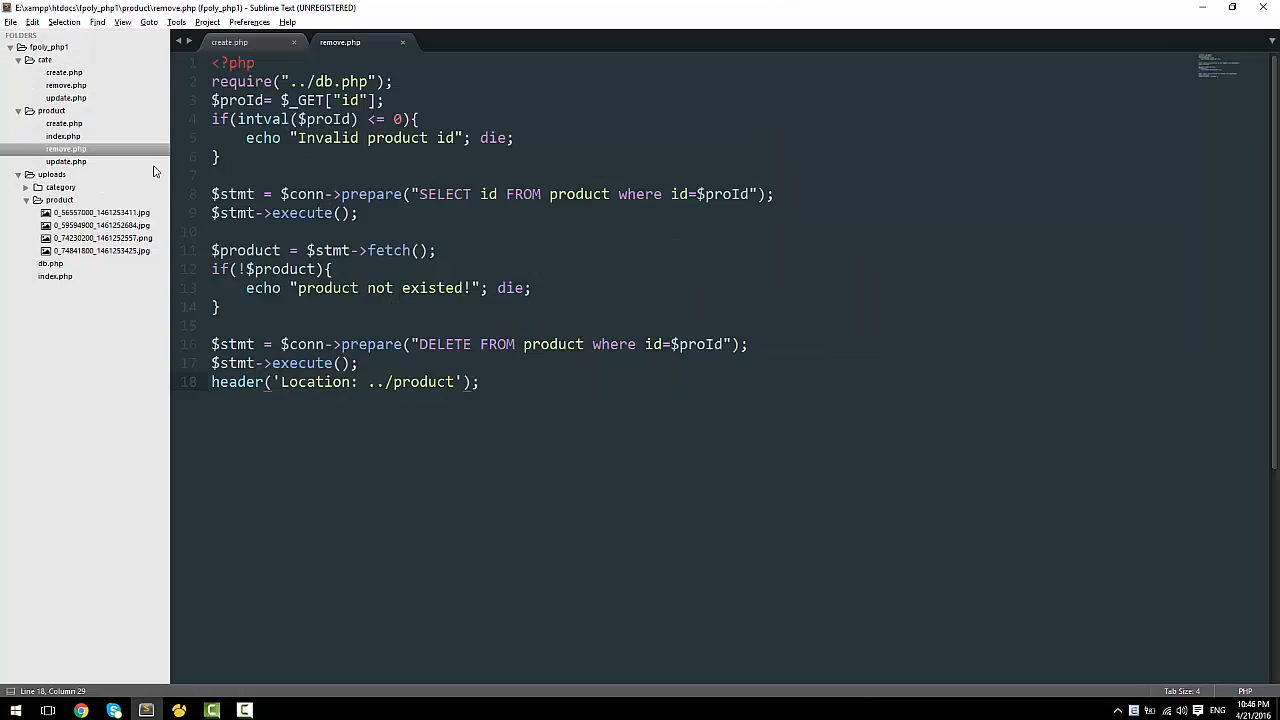 E:\xampp\htdocs\fpoly_php1\product\remove.php (fpoly_php1) - Sublime Text (UNREGISTERED)
File Edit Selection Find View Goto Tools Project Preferences Help
FOLDERS
fpoly_php1
cate
create.php
remove.php
update.php
product
create.php
index.php
remove.php
update.php
uploads
category
product
0_56557000_1461253411.jpg
0_59594900_1461252684.jpg
0_74230200_1461252557.png
0_74841800_1461253425.jpg
db.php
index.php
create.php × remove.php ×
1 <?php
2 require("../db.php");
3 $proId= $_GET["id"];
4 if(intval($proId) <= 0){
5 echo "Invalid product id"; die;
6 }
7
8 $stmt = $conn->prepare("SELECT id FROM product where id=$proId");
9 $stmt->execute();
10
11 $product = $stmt->fetch();
12 if(!$product){
13 echo "product not existed!"; die;
14 }
15
16 $stmt = $conn->prepare("DELETE FROM product where id=$proId");
17 $stmt->execute();
18 header('Location: ../product');
Line 18, Column 29
Tab Size: 4 PHP
ENG
10:46 PM
4/21/2016